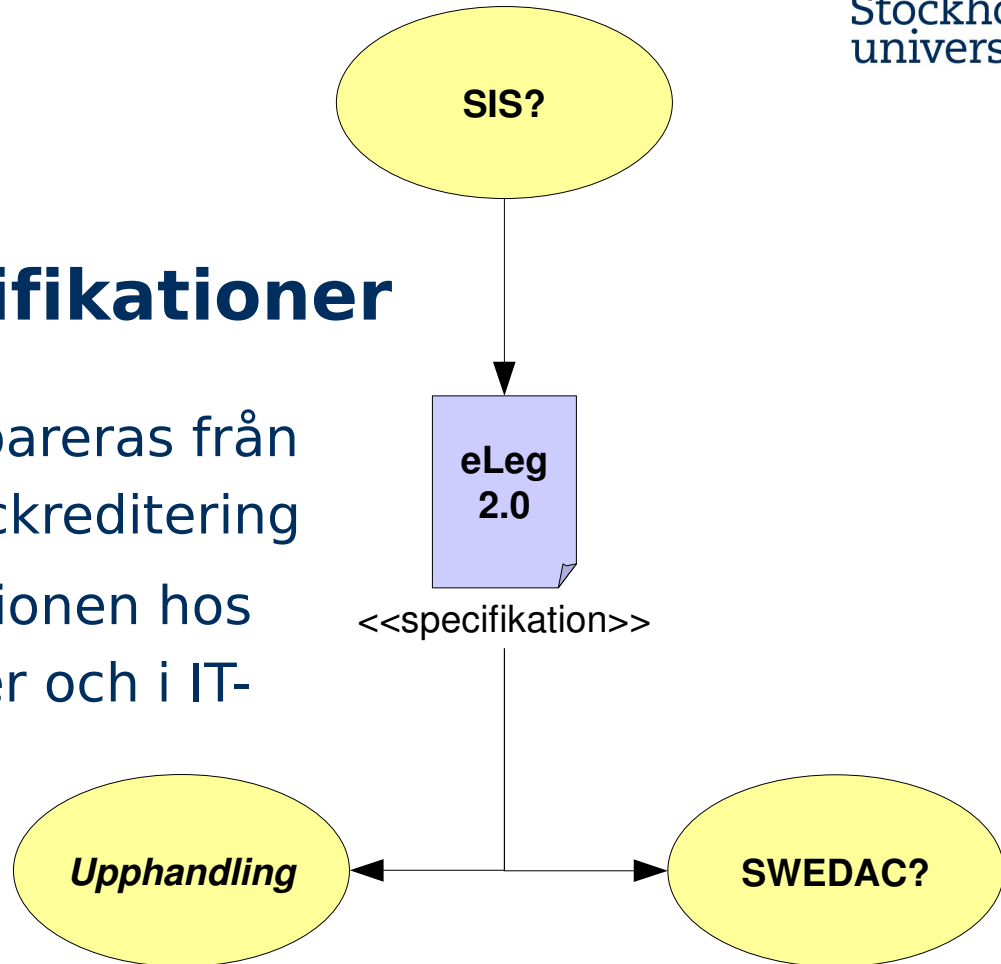 Stockho
univers
SIS?
ifikationer
pareras från
ckreditering
ionen hos
er och i IT-
eLeg
2.0
<<specifikation>>
Upphandling
SWEDAC?